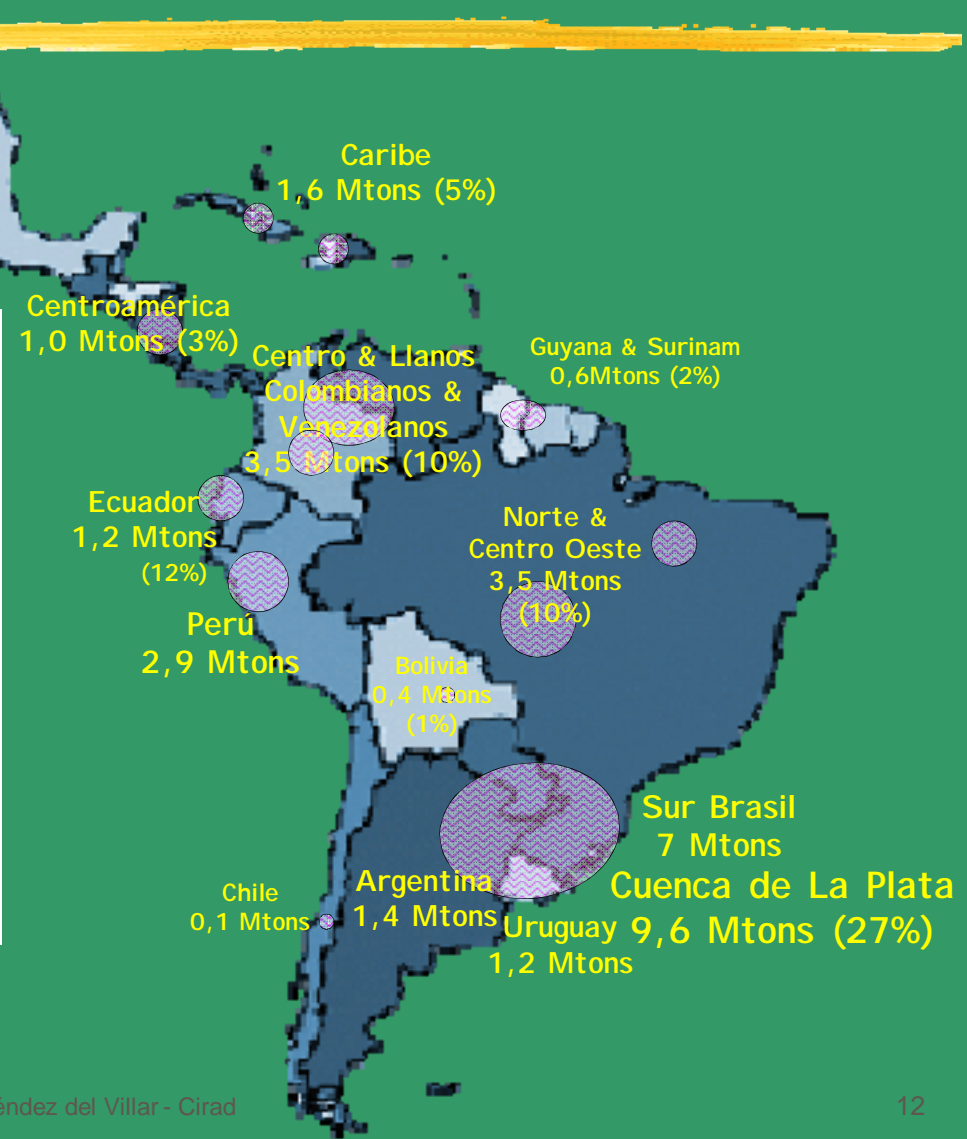 Caribe
1,6 Mtons (5%)
Centroamérica
1,0 Mtons (3%)
Centro & Llanos
Colombianos &
Venezolanos
3,5 Mtons (10%)
Guyana & Surinam
0,6Mtons (2%)
Ecuador
1,2 Mtons
(12%)
Norte &
Centro Oeste
3,5 Mtons
(10%)
Perú
2,9 Mtons
Bolivia
0,4 Mtons
(1%)
Sur Brasil
7 Mtons
Cuenca de La Plata
9,6 Mtons (27%)
Argentina
1,4 Mtons
Chile
0,1 Mtons
Uruguay
1,2 Mtons
éndez del Villar - Cirad
12